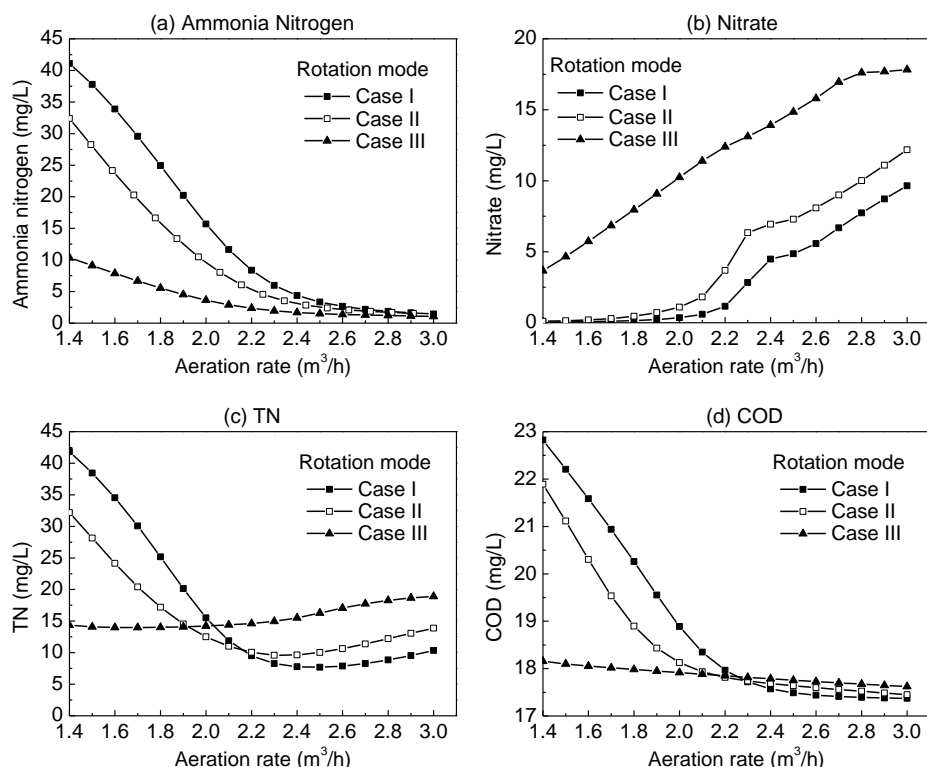 (a) Ammonia Nitrogen
45
40
35
30
25
20
15
10
5
0
Ammonia nitrogen (mg/L)
Rotation mode
Case I
Case II
Case III
1.4 1.6 1.8 2.0 2.2 2.4 2.6 2.8 3.0
Aeration rate (m³/h)
(b) Nitrate
20
15
10
5
0
Nitrate (mg/L)
Rotation mode
Case I
Case II
Case III
1.4 1.6 1.8 2.0 2.2 2.4 2.6 2.8 3.0
Aeration rate (m³/h)
(c) TN
45
40
35
30
25
20
15
10
5
0
TN (mg/L)
Rotation mode
Case I
Case II
Case III
1.4 1.6 1.8 2.0 2.2 2.4 2.6 2.8 3.0
Aeration rate (m³/h)
(d) COD
23
22
21
20
19
18
17
COD (mg/L)
Rotation mode
Case I
Case II
Case III
1.4 1.6 1.8 2.0 2.2 2.4 2.6 2.8 3.0
Aeration rate (m³/h)